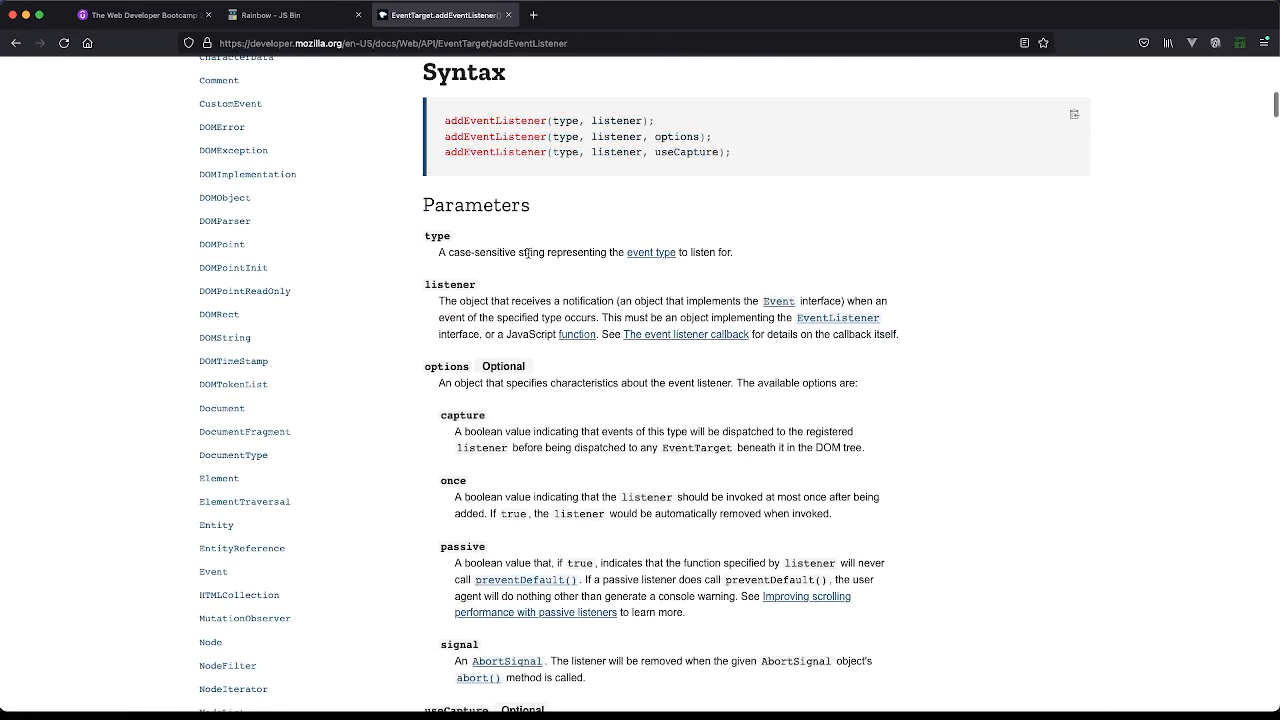 The Web Developer Bootcamp
Rainbow – JS Bin
EventTarget.addEventListener()
https://developer.mozilla.org/en-US/docs/Web/API/EventTarget/addEventListener
CharacterData
Comment
CustomEvent
DOMError
DOMException
DOMImplementation
DOMObject
DOMParser
DOMPoint
DOMPointInit
DOMPointReadOnly
DOMRect
DOMString
DOMTimeStamp
DOMTokenList
Document
DocumentFragment
DocumentType
Element
ElementTraversal
Entity
EntityReference
Event
HTMLCollection
MutationObserver
Node
NodeFilter
NodeIterator
NodeList
Syntax
addEventListener(type, listener);
addEventListener(type, listener, options);
addEventListener(type, listener, useCapture);
Parameters
type
A case-sensitive string representing the event type to listen for.
listener
The object that receives a notification (an object that implements the Event interface) when an
event of the specified type occurs. This must be an object implementing the EventListener
interface, or a JavaScript function. See The event listener callback for details on the callback itself.
options Optional
An object that specifies characteristics about the event listener. The available options are:
capture
A boolean value indicating that events of this type will be dispatched to the registered
listener before being dispatched to any EventTarget beneath it in the DOM tree.
once
A boolean value indicating that the listener should be invoked at most once after being
added. If true, the listener would be automatically removed when invoked.
passive
A boolean value that, if true, indicates that the function specified by listener will never
call preventDefault(). If a passive listener does call preventDefault(), the user
agent will do nothing other than generate a console warning. See Improving scrolling
performance with passive listeners to learn more.
signal
An AbortSignal. The listener will be removed when the given AbortSignal object's
abort() method is called.
useCapture Optional